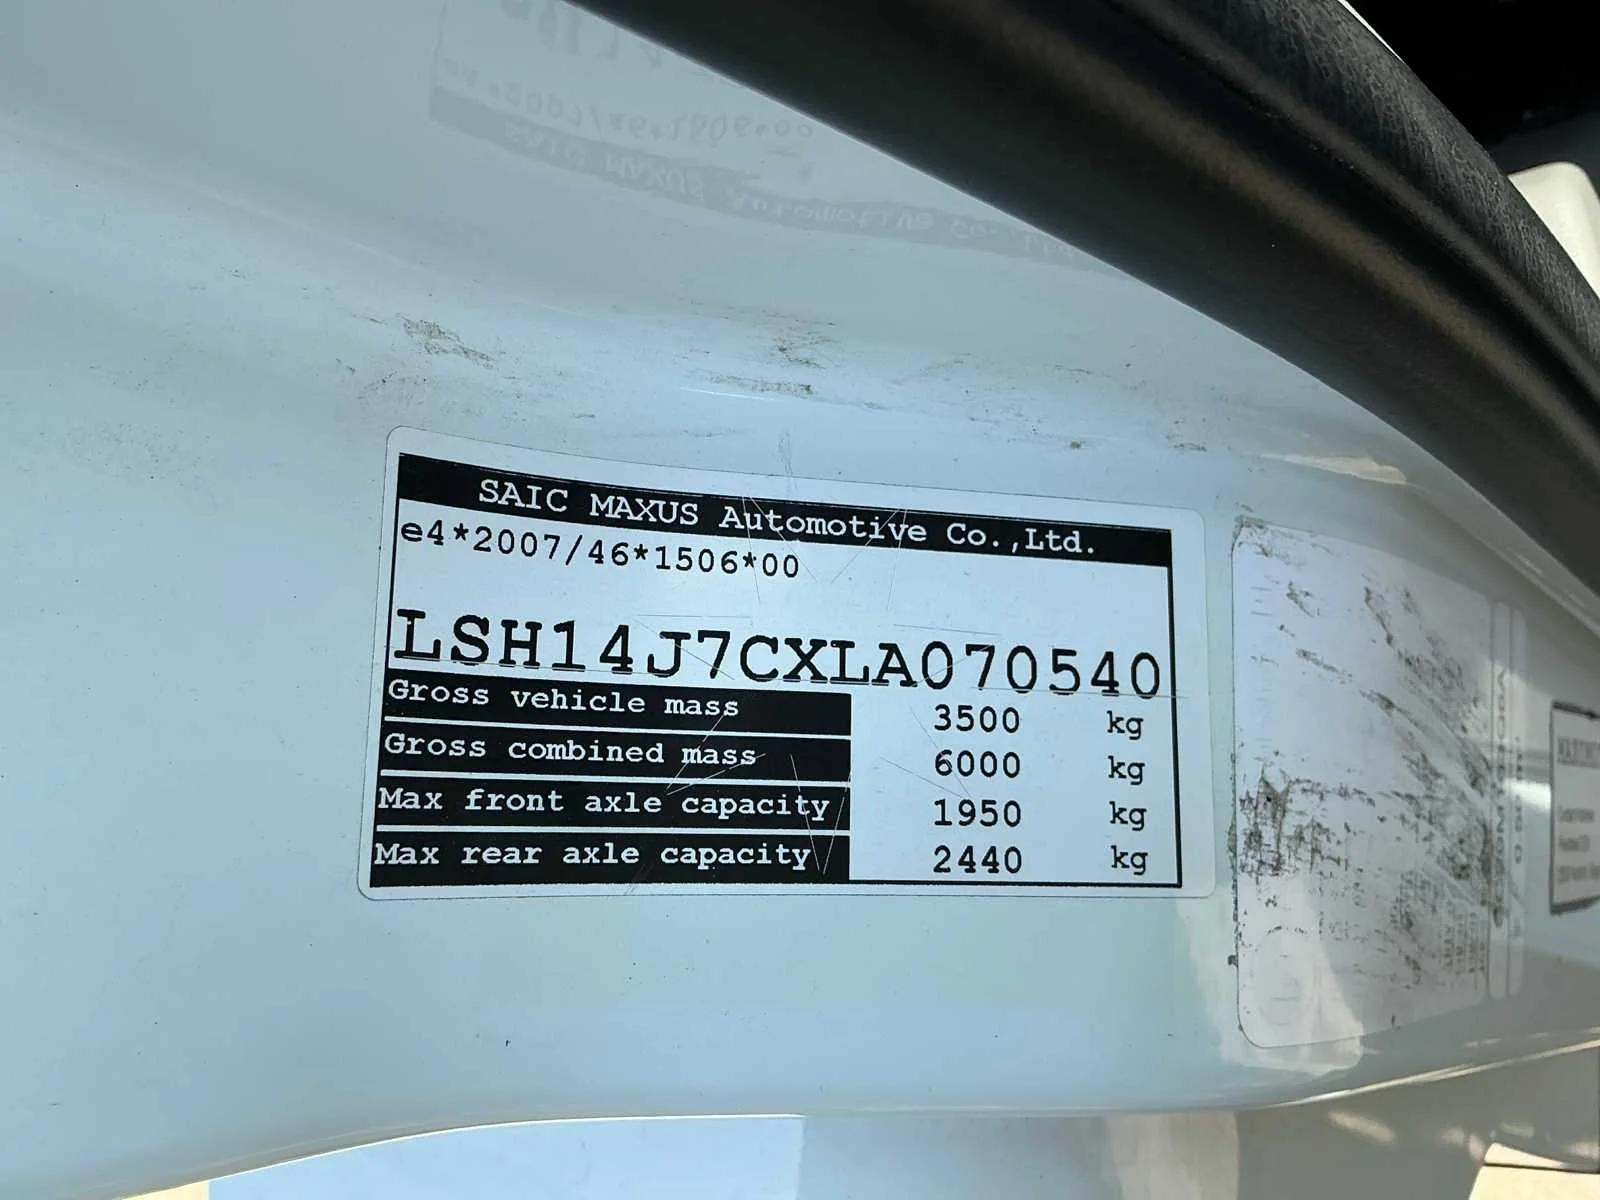 SAIC MAXUS Automotive Co.,Ltd.
e4*2007/46*1506*00
LSH14J7CXLA070540
Gross vehicle mass 3500 kg
Gross combined mass 6000 kg
Max front axle capacity 1950 kg
Max rear axle capacity 2440 kg